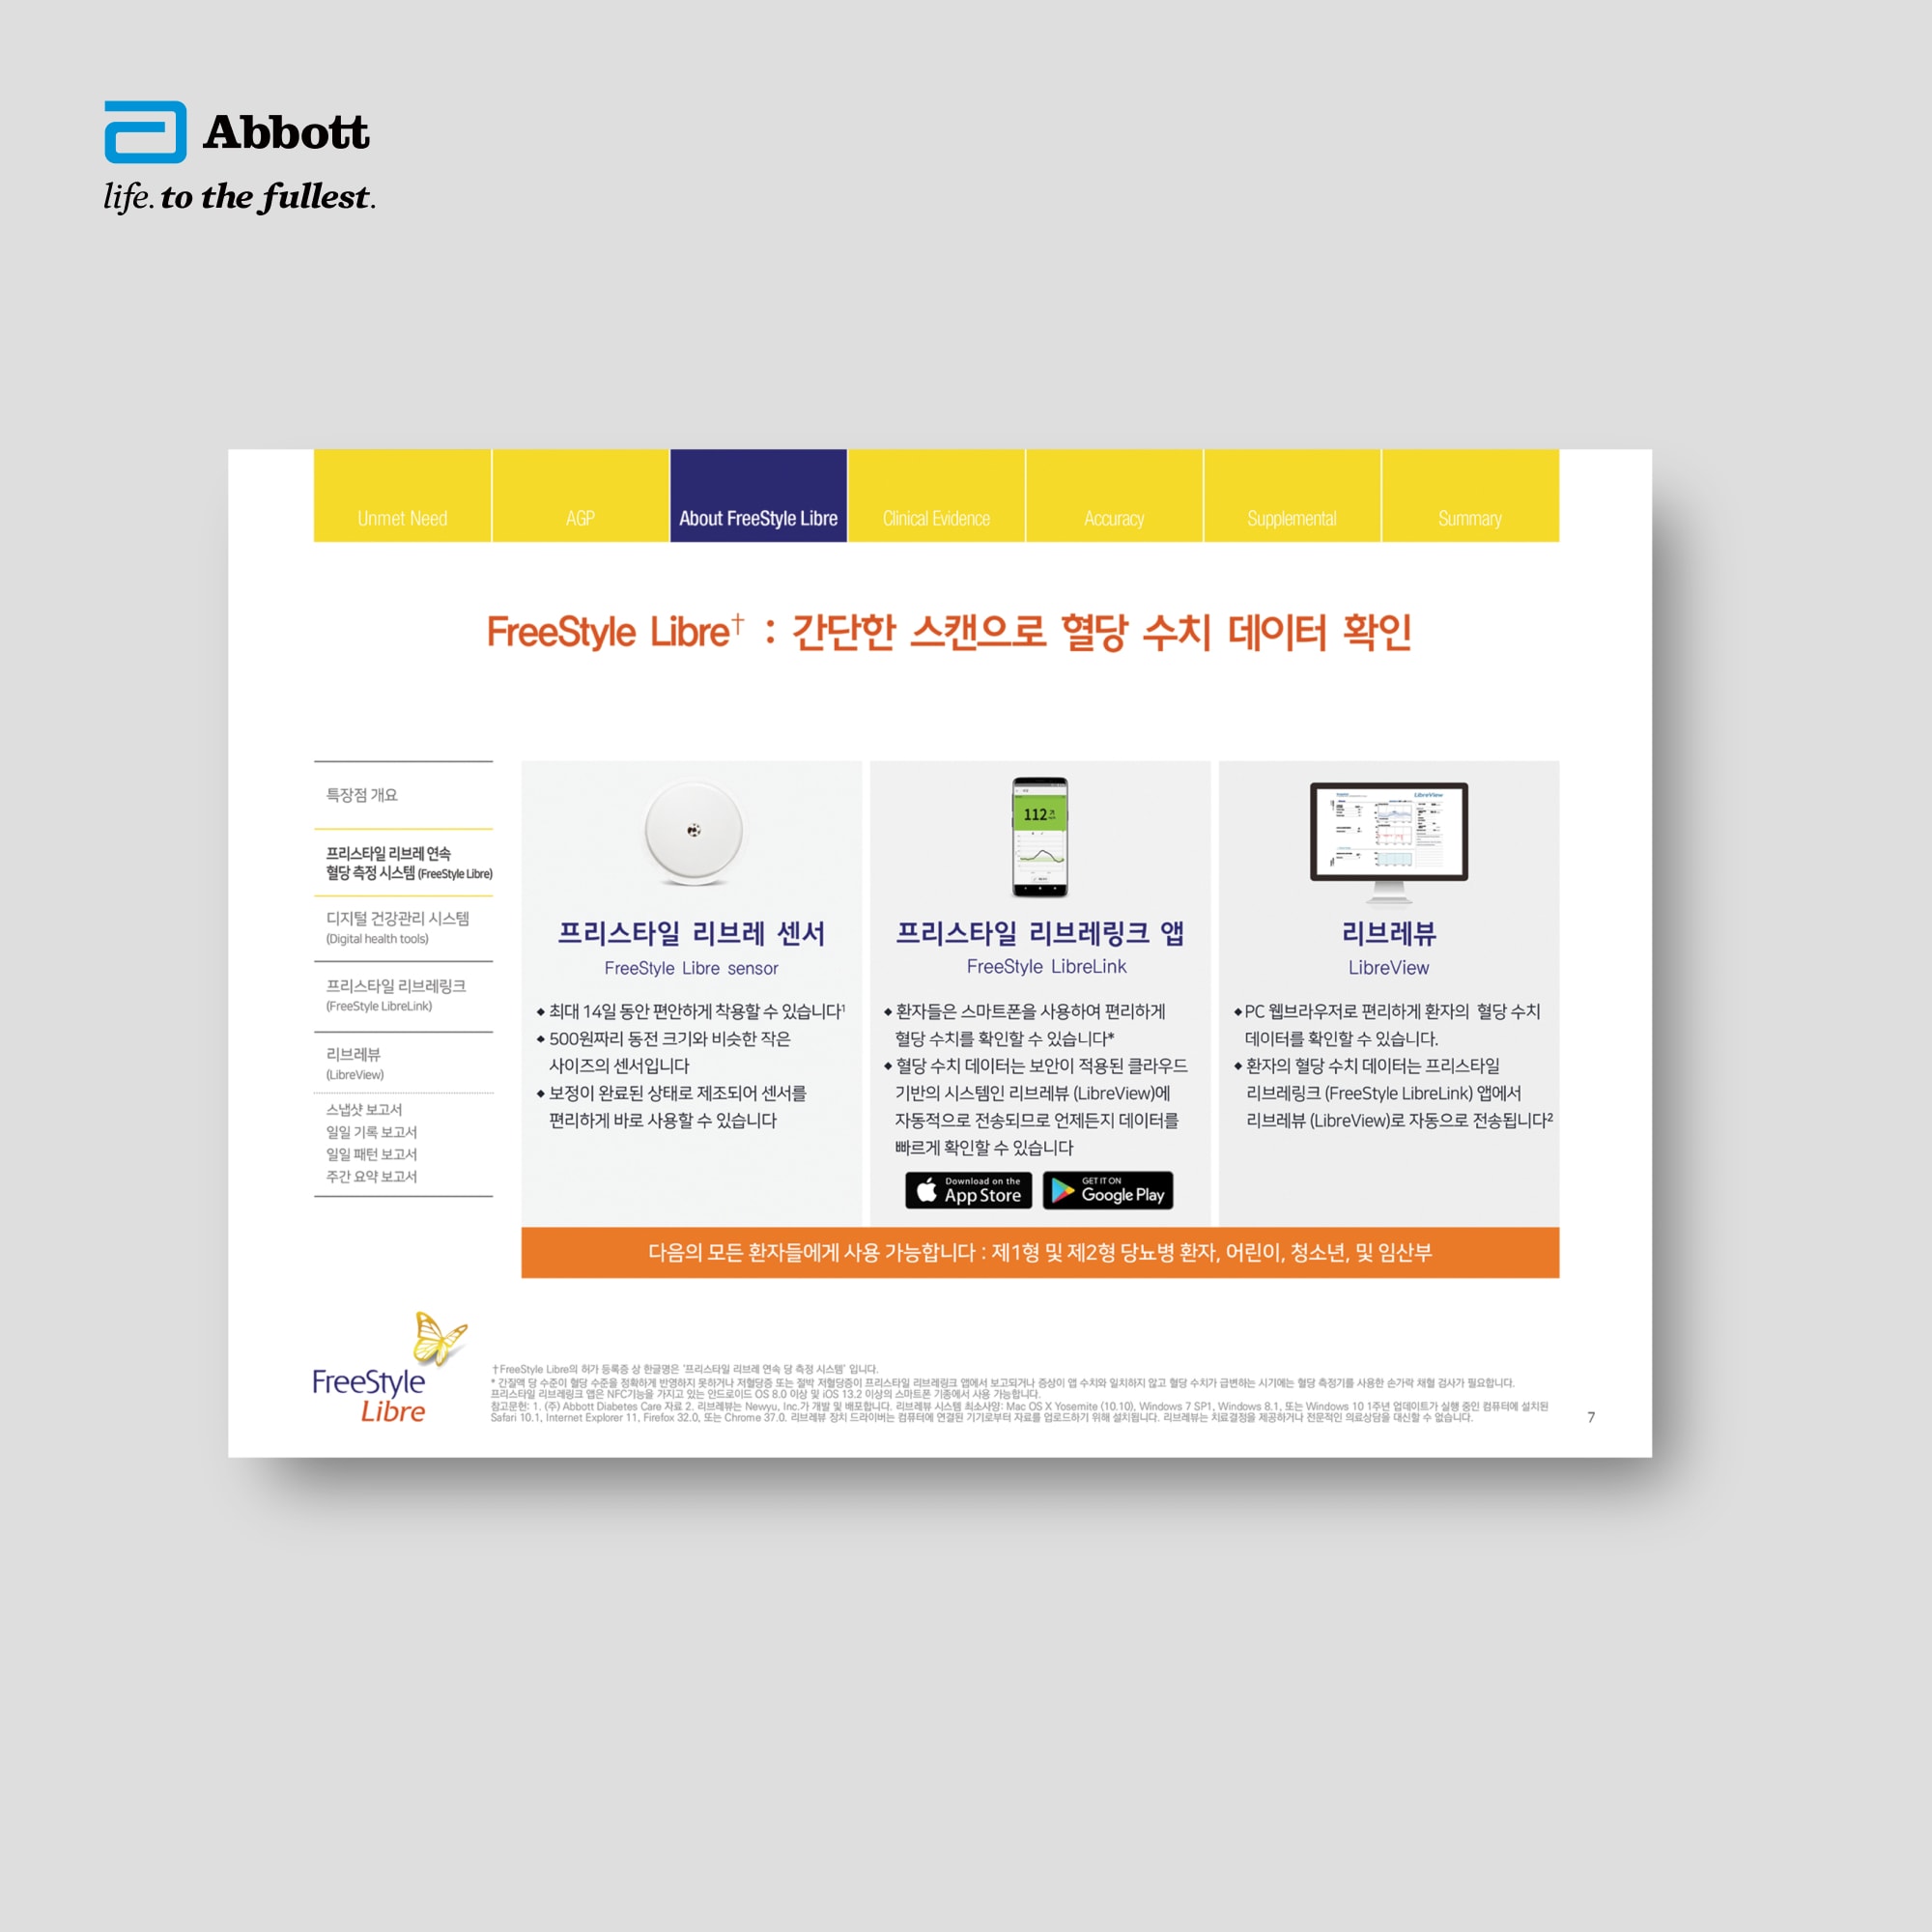 Abbott
life. to the fullest.
Unmet Need
AGP
About FreeStyle Libre
Clinical Evidence
Accuracy
Supplemental
Summary
FreeStyle Libre† : 간단한 스캔으로 혈당 수치 데이터 확인
특장점 개요
프리스타일 리브레 연속
혈당 측정 시스템 (FreeStyle Libre)
디지털 건강관리 시스템
(Digital health tools)
프리스타일 리브레링크
(FreeStyle LibreLink)
리브레뷰
(LibreView)
스냅샷 보고서
일일 기록 보고서
일일 패턴 보고서
주간 요약 보고서
프리스타일 리브레 센서
FreeStyle Libre sensor
◆ 최대 14일 동안 편안하게 착용할 수 있습니다¹
◆ 500원짜리 동전 크기와 비슷한 작은
사이즈의 센서입니다
◆ 보정이 완료된 상태로 제조되어 센서를
편리하게 바로 사용할 수 있습니다
112
프리스타일 리브레링크 앱
FreeStyle LibreLink
◆ 환자들은 스마트폰을 사용하여 편리하게
혈당 수치를 확인할 수 있습니다*
◆ 혈당 수치 데이터는 보안이 적용된 클라우드
기반의 시스템인 리브레뷰 (LibreView)에
자동적으로 전송되므로 언제든지 데이터를
빠르게 확인할 수 있습니다
Download on the
App Store
GET IT ON
Google Play
LibreView
리브레뷰
LibreView
◆ PC 웹브라우저로 편리하게 환자의 혈당 수치
데이터를 확인할 수 있습니다.
◆ 환자의 혈당 수치 데이터는 프리스타일
리브레링크 (FreeStyle LibreLink) 앱에서
리브레뷰 (LibreView)로 자동으로 전송됩니다²
다음의 모든 환자들에게 사용 가능합니다 : 제1형 및 제2형 당뇨병 환자, 어린이, 청소년, 및 임산부
FreeStyle
Libre
†FreeStyle Libre의 허가 등록증 상 한글명은 '프리스타일 리브레 연속 당 측정 시스템' 입니다.
* 간질액 당 수준이 혈당 수준을 정확하게 반영하지 못하거나 저혈당증 또는 절박 저혈당증이 프리스타일 리브레링크 앱에서 보고되거나 증상이 앱 수치와 일치하지 않고 혈당 수치가 급변하는 시기에는 혈당 측정기를 사용한 손가락 채혈 검사가 필요합니다.
프리스타일 리브레링크 앱은 NFC기능을 가지고 있는 안드로이드 OS 8.0 이상 및 iOS 13.2 이상의 스마트폰 기종에서 사용 가능합니다.
참고문헌: 1. (주) Abbott Diabetes Care 자료 2. 리브레뷰는 Newyu, Inc.가 개발 및 배포합니다. 리브레뷰 시스템 최소사양: Mac OS X Yosemite (10.10), Windows 7 SP1, Windows 8.1, 또는 Windows 10 1주년 업데이트가 실행 중인 컴퓨터에 설치된
Safari 10.1, Internet Explorer 11, Firefox 32.0, 또는 Chrome 37.0. 리브레뷰 장치 드라이버는 컴퓨터에 연결된 기기로부터 자료를 업로드하기 위해 설치됩니다. 리브레뷰는 치료결정을 제공하거나 전문적인 의료상담을 대신할 수 없습니다.
7